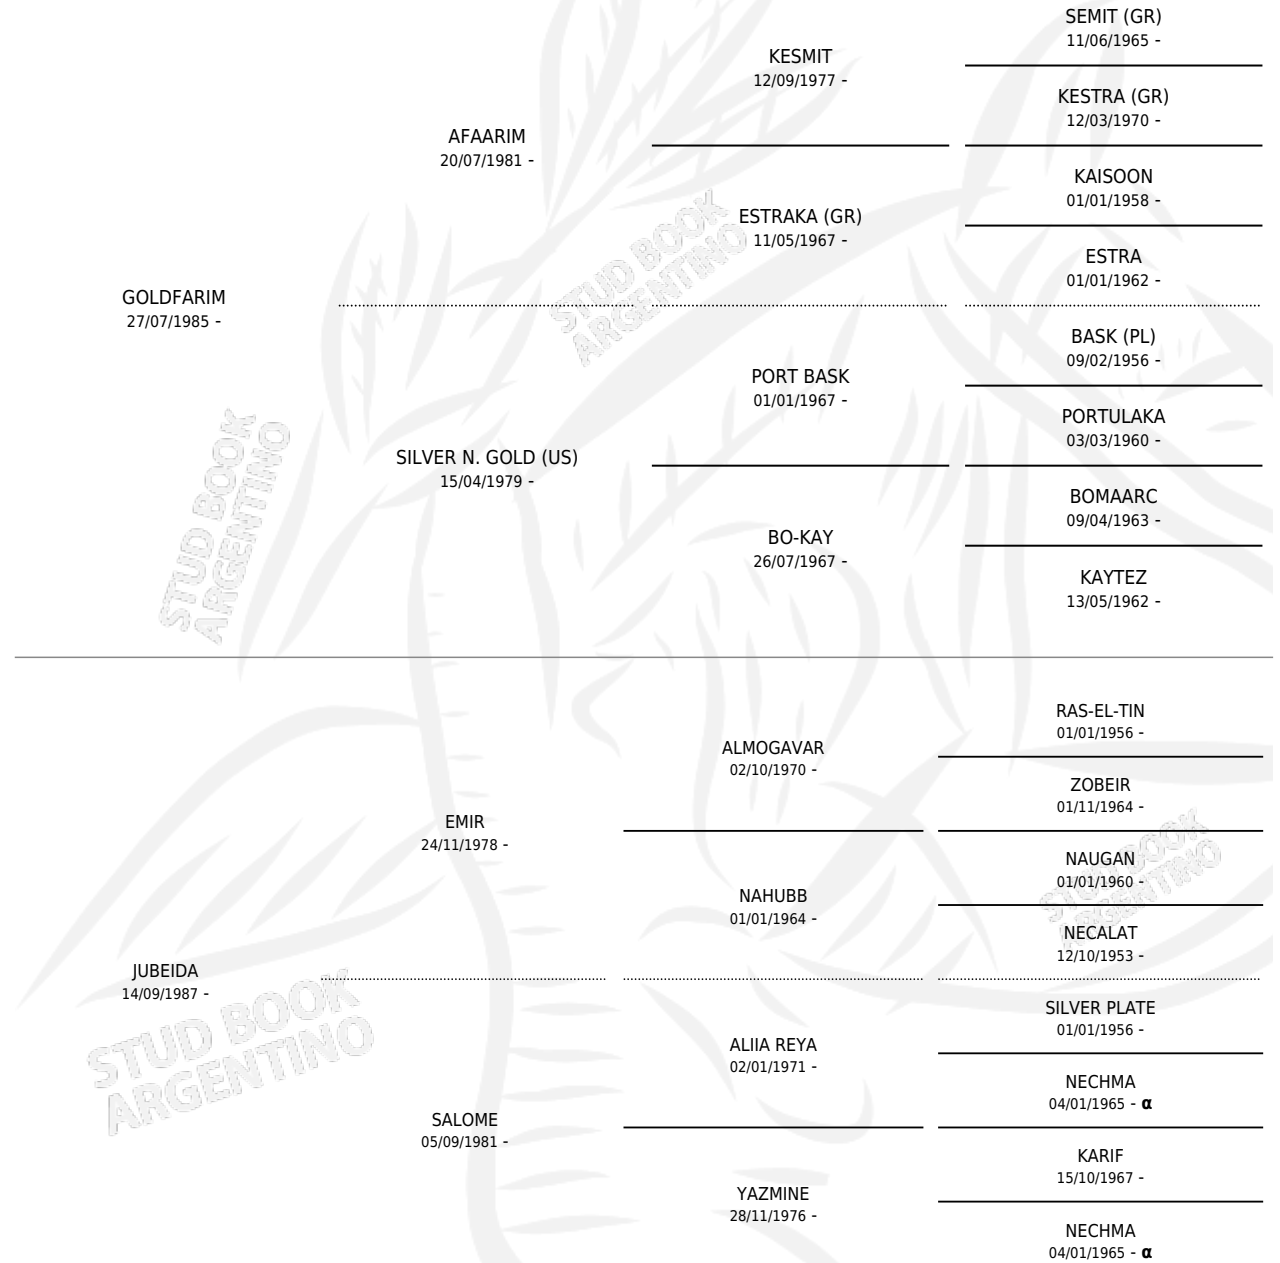 SEMIT (GR)
11/06/1965 -
KESMIT
12/09/1977 -
KESTRA (GR)
12/03/1970 -
AFAARIM
20/07/1981 -
KAISOON
01/01/1958 -
ESTRAKA (GR)
11/05/1967 -
ESTRA
01/01/1962 -
GOLDFARIM
27/07/1985 -
BASK (PL)
09/02/1956 -
PORT BASK
01/01/1967 -
PORTULAKA
03/03/1960 -
SILVER N. GOLD (US)
15/04/1979 -
BOMAARC
09/04/1963 -
BO-KAY
26/07/1967 -
KAYTEZ
13/05/1962 -
RAS-EL-TIN
01/01/1956 -
ALMOGAVAR
02/10/1970 -
ZOBEIR
01/11/1964 -
EMIR
24/11/1978 -
NAUGAN
01/01/1960 -
NAHUBB
01/01/1964 -
NECALAT
12/10/1953 -
JUBEIDA
14/09/1987 -
SILVER PLATE
01/01/1956 -
ALIIA REYA
02/01/1971 -
NECHMA
04/01/1965 - α
SALOME
05/09/1981 -
KARIF
15/10/1967 -
YAZMINE
28/11/1976 -
NECHMA
04/01/1965 - α
STUD BOOK
ARGENTINO
STUD BOOK
ARGENTINO
STUD BOOK
ARGENTINO
STUD BOOK
ARGENTINO